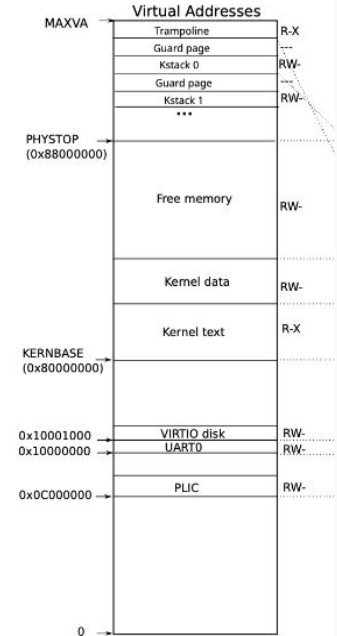 Virtual Addresses
MAXVA
Trampoline R-X
Guard page ---
Kstack 0 RW-
Guard page ---
Kstack 1 RW-
...
PHYSTOP
(0x88000000)
Free memory RW-
Kernel data RW-
Kernel text R-X
KERNBASE
(0x80000000)
0x10001000 VIRTIO disk RW-
0x10000000 UART0 RW-
PLIC RW-
0x0C000000
0